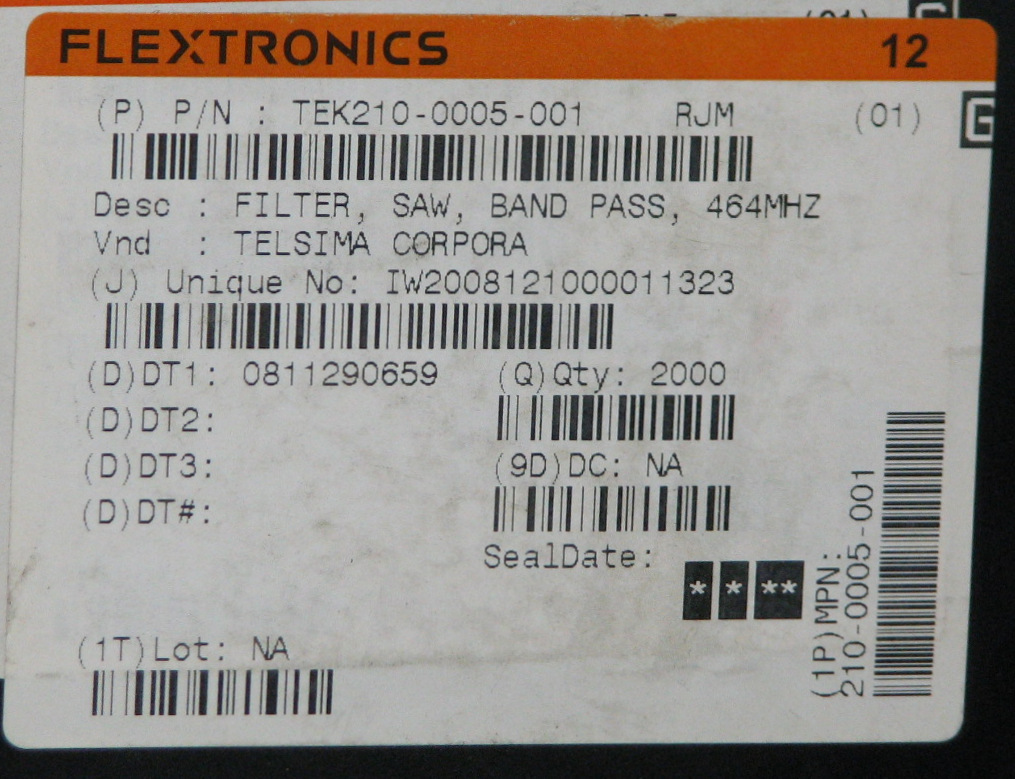 FLEXTRONICS 12
(P) P/N : TEK210-0005-001 RJM (01)
G
Desc : FILTER, SAW, BAND PASS, 464MHZ
Vnd : TELSIMA CORPORA
(J) Unique No: IW2008121000011323
(D)DT1: 0811290659 (Q)Qty: 2000
(D)DT2:
(D)DT3: (9D)DC: NA
(D)DT#:
SealDate:
* * **
(1T)Lot: NA
(1P)MPN:
210-0005-001